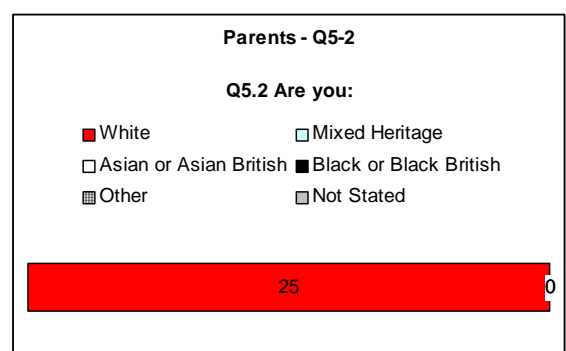 Parents - Q5-2
Q5.2 Are you:
White Mixed Heritage
Asian or Asian British Black or Black British
Other Not Stated
25 0